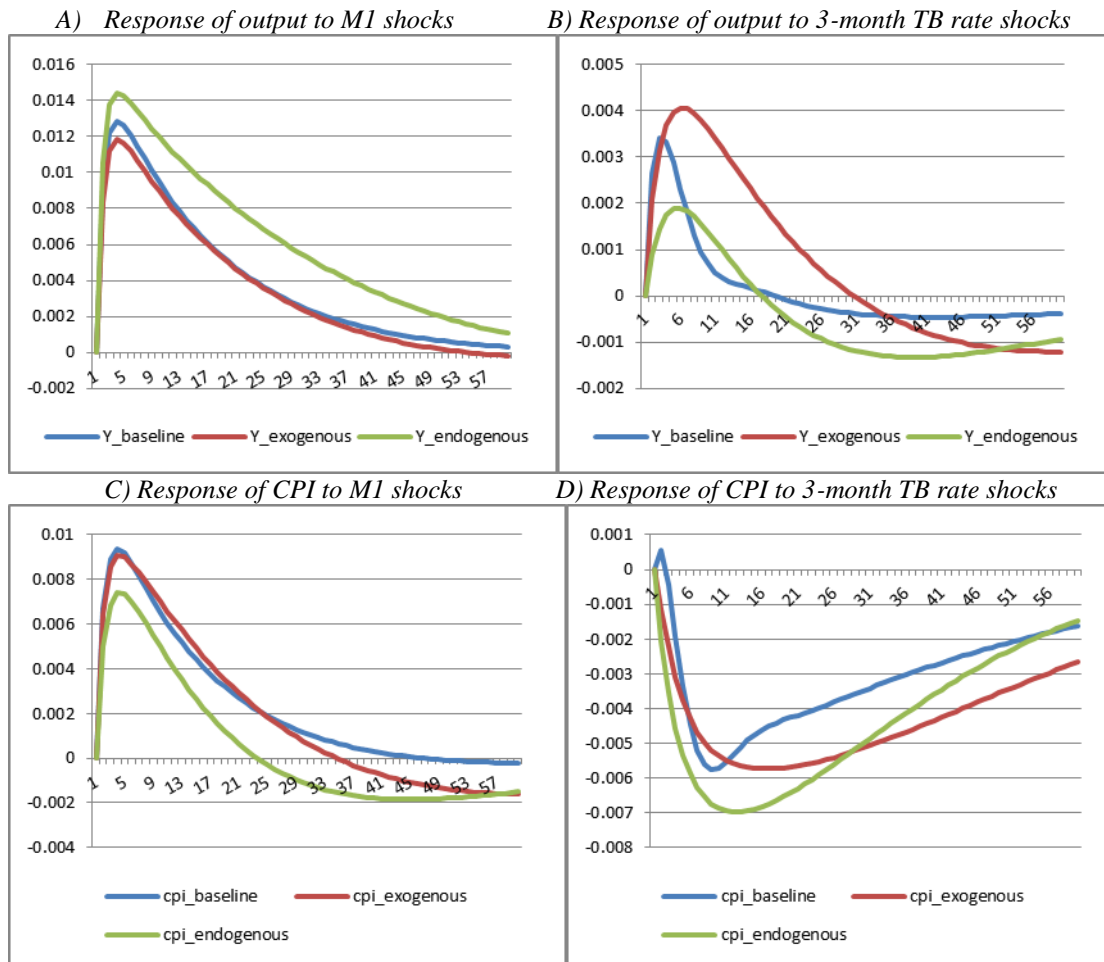 A) Response of output to M1 shocks
B) Response of output to 3-month TB rate shocks
0.016
0.014
0.012
0.01
0.008
0.006
0.004
0.002
0
-0.002
1 5 9 13 17 21 25 29 33 37 41 45 49 53 57
Y_baseline Y_exogenous Y_endogenous
0.005
0.004
0.003
0.002
0.001
0
-0.001
-0.002
1 6 11 16 21 26 31 36 41 46 51 56
Y_baseline Y_exogenous Y_endogenous
C) Response of CPI to M1 shocks
D) Response of CPI to 3-month TB rate shocks
0.01
0.008
0.006
0.004
0.002
0
-0.002
-0.004
1 5 9 13 17 21 25 29 33 37 41 45 49 53 57
cpi_baseline cpi_exogenous
cpi_endogenous
0.001
0
-0.001
-0.002
-0.003
-0.004
-0.005
-0.006
-0.007
-0.008
1 6 11 16 21 26 31 36 41 46 51 56
cpi_baseline cpi_exogenous
cpi_endogenous